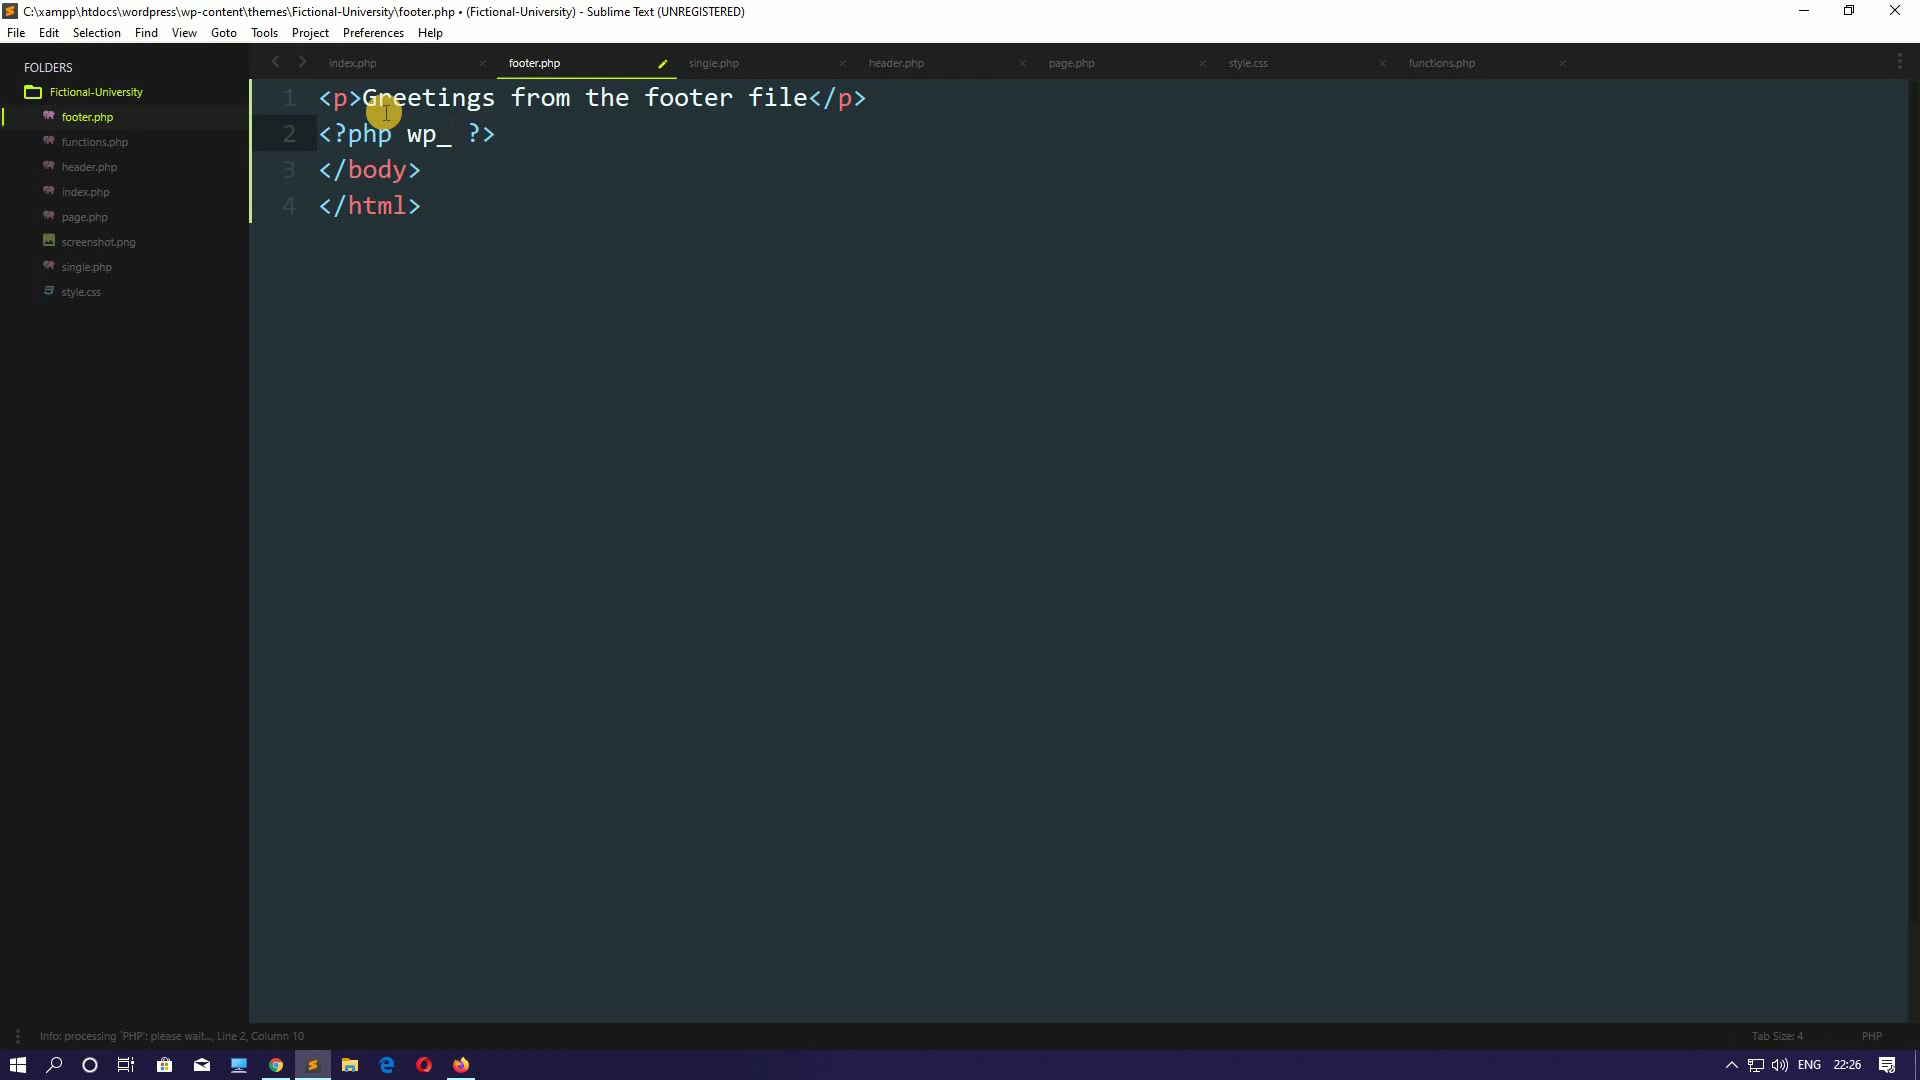 C:\xampp\htdocs\wordpress\wp-content\themes\Fictional-University\footer.php • (Fictional-University) - Sublime Text (UNREGISTERED)
File Edit Selection Find View Goto Tools Project Preferences Help
FOLDERS
Fictional-University
footer.php
functions.php
header.php
index.php
page.php
screenshot.png
single.php
style.css
index.php footer.php single.php header.php page.php style.css functions.php
1 <p>Greetings from the footer file</p>
2 <?php wp_ ?>
3 </body>
4 </html>
Info: processing `PHP': please wait..., Line 2, Column 10 Tab Size: 4 PHP
ENG 22:26